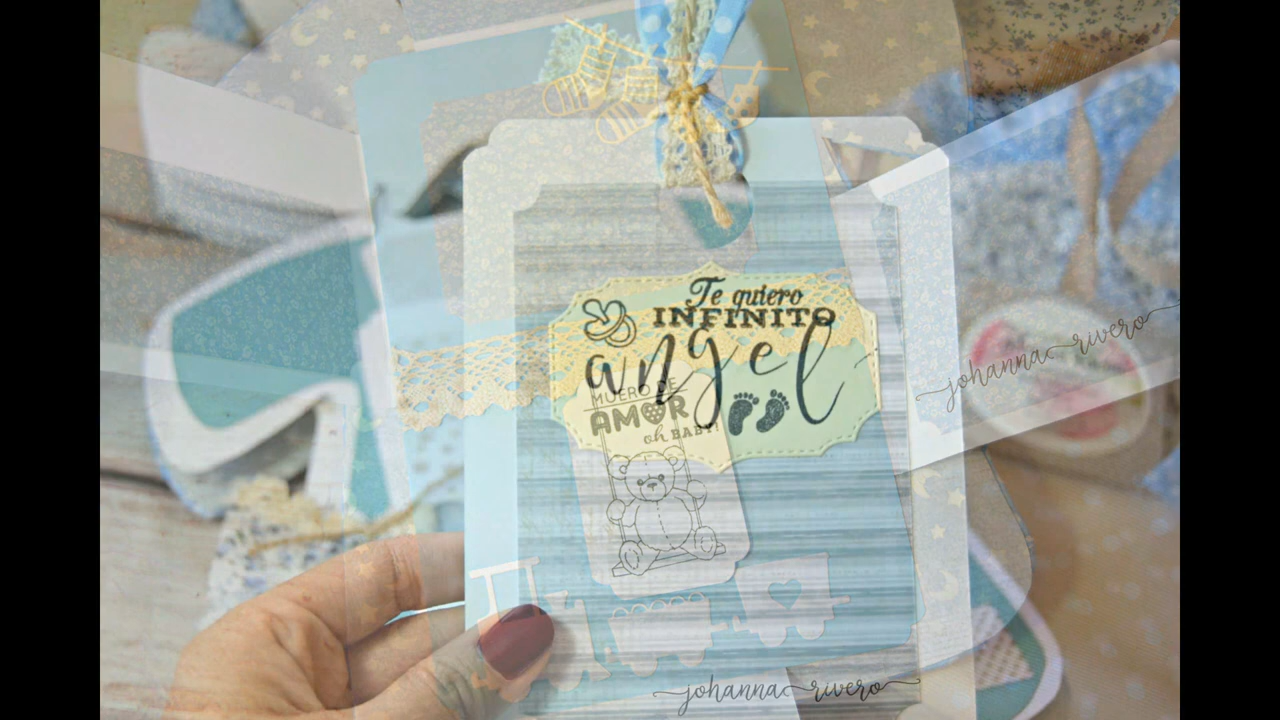 Te quiero
INFINITO
angel
MUERO DE
AMOR
oh BABY!
johanna rivero
johanna rivero